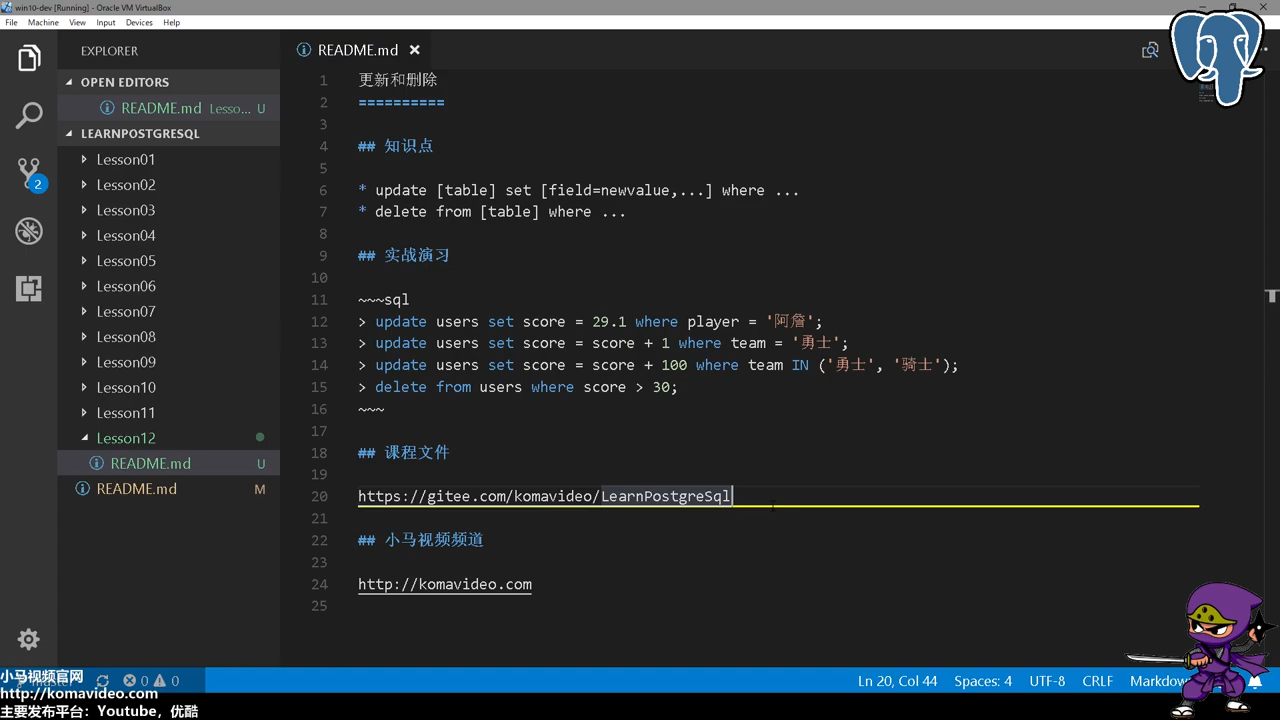 win10-dev [Running] - Oracle VM VirtualBox
File Machine View Input Devices Help
EXPLORER
OPEN EDITORS
README.md Lesso... U
LEARNPOSTGRESQL
Lesson01
Lesson02
2
Lesson03
Lesson04
Lesson05
Lesson06
Lesson07
Lesson08
Lesson09
Lesson10
Lesson11
Lesson12
README.md U
README.md M
README.md
1 更新和删除
2 ==========
3
4 ## 知识点
5
6 * update [table] set [field=newvalue,...] where ...
7 * delete from [table] where ...
8
9 ## 实战演习
10
11 ~~~sql
12 > update users set score = 29.1 where player = '阿詹';
13 > update users set score = score + 1 where team = '勇士';
14 > update users set score = score + 100 where team IN ('勇士', '骑士');
15 > delete from users where score > 30;
16 ~~~
17
18 ## 课程文件
19
20 https://gitee.com/komavideo/LearnPostgreSql
21
22 ## 小马视频频道
23
24 http://komavideo.com
25
小马视频官网
http://komavideo.com
主要发布平台：Youtube，优酷
0 0
Ln 20, Col 44 Spaces: 4 UTF-8 CRLF